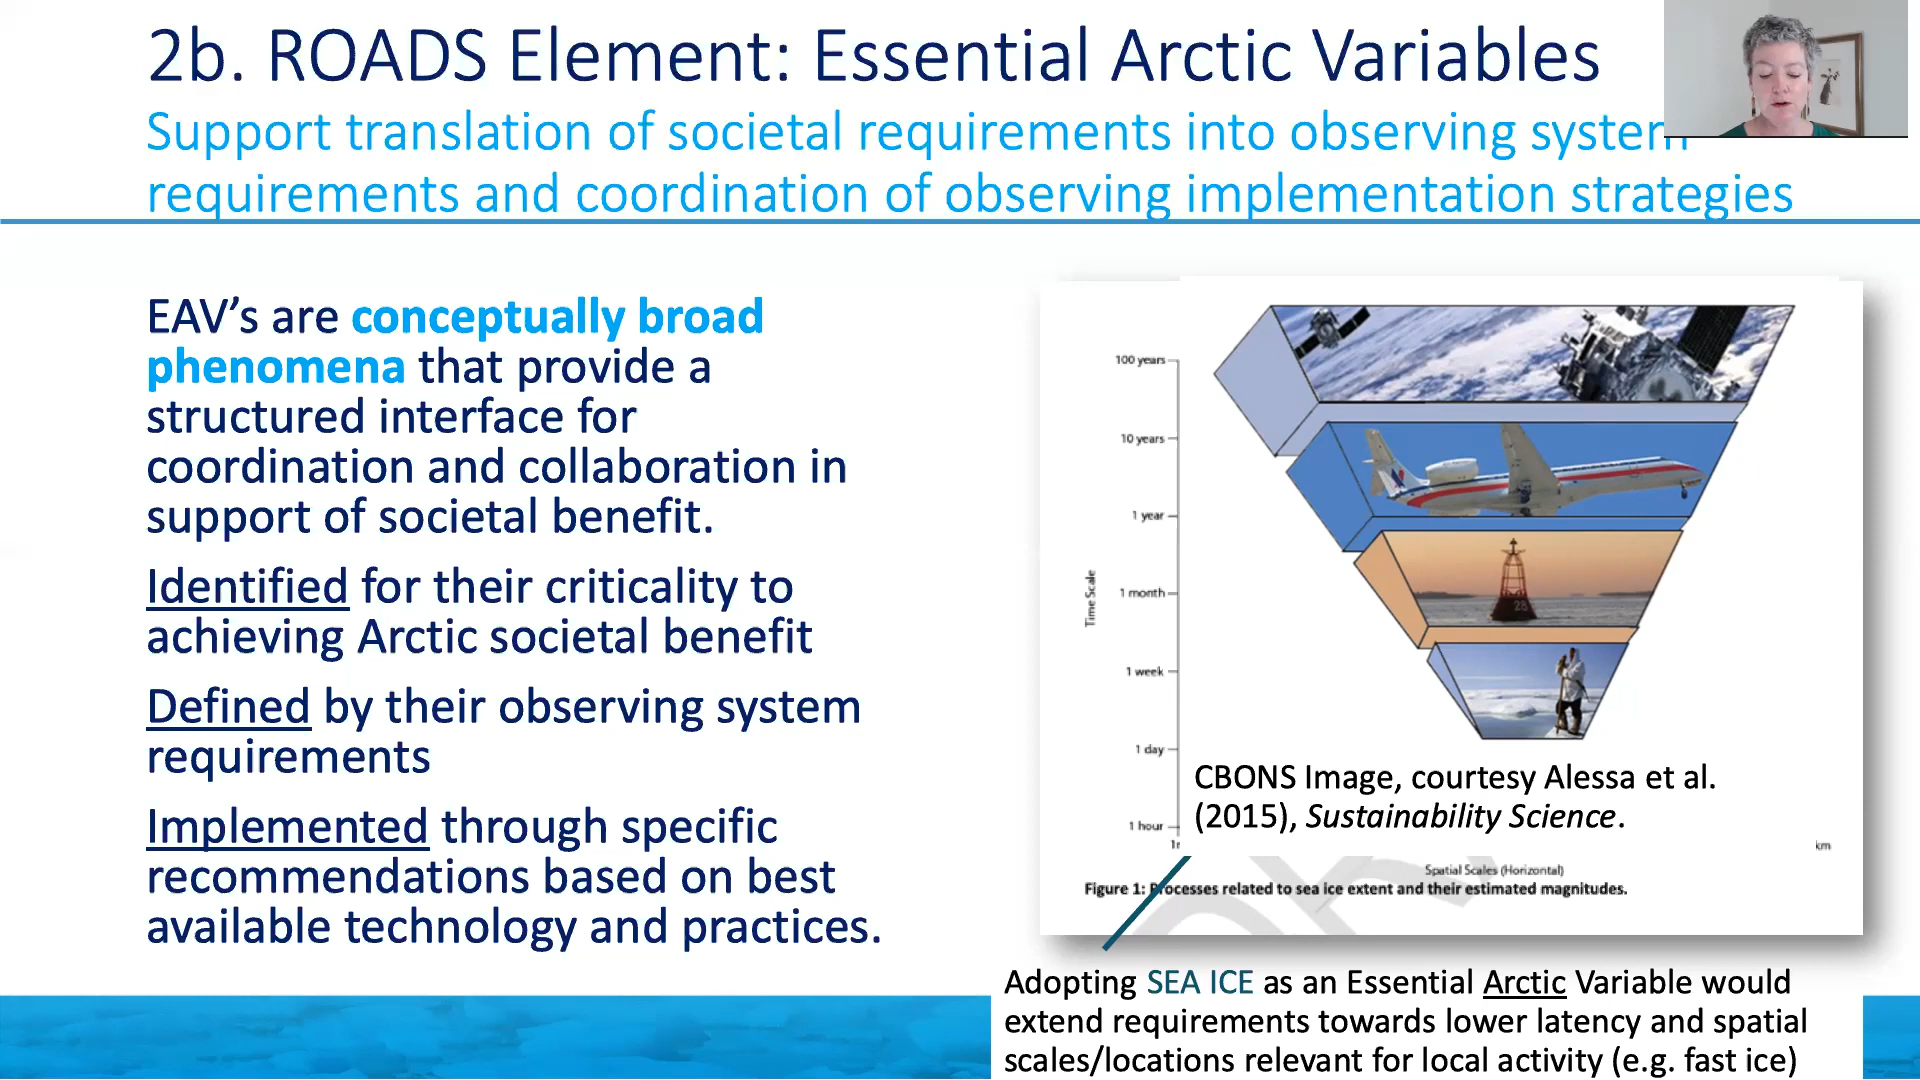 2b. ROADS Element: Essential Arctic Variables
Support translation of societal requirements into observing system
requirements and coordination of observing implementation strategies
EAV’s are conceptually broad
phenomena that provide a
structured interface for
coordination and collaboration in
support of societal benefit.
Identified for their criticality to
achieving Arctic societal benefit
Defined by their observing system
requirements
Implemented through specific
recommendations based on best
available technology and practices.
100 years
10 years
1 year
1 month
1 week
1 day
1 hour
Time Scale
28
CBONS Image, courtesy Alessa et al.
(2015), Sustainability Science.
km
Spatial Scales (Horizontal)
Figure 1: Processes related to sea ice extent and their estimated magnitudes.
Adopting SEA ICE as an Essential Arctic Variable would
extend requirements towards lower latency and spatial
scales/locations relevant for local activity (e.g. fast ice)